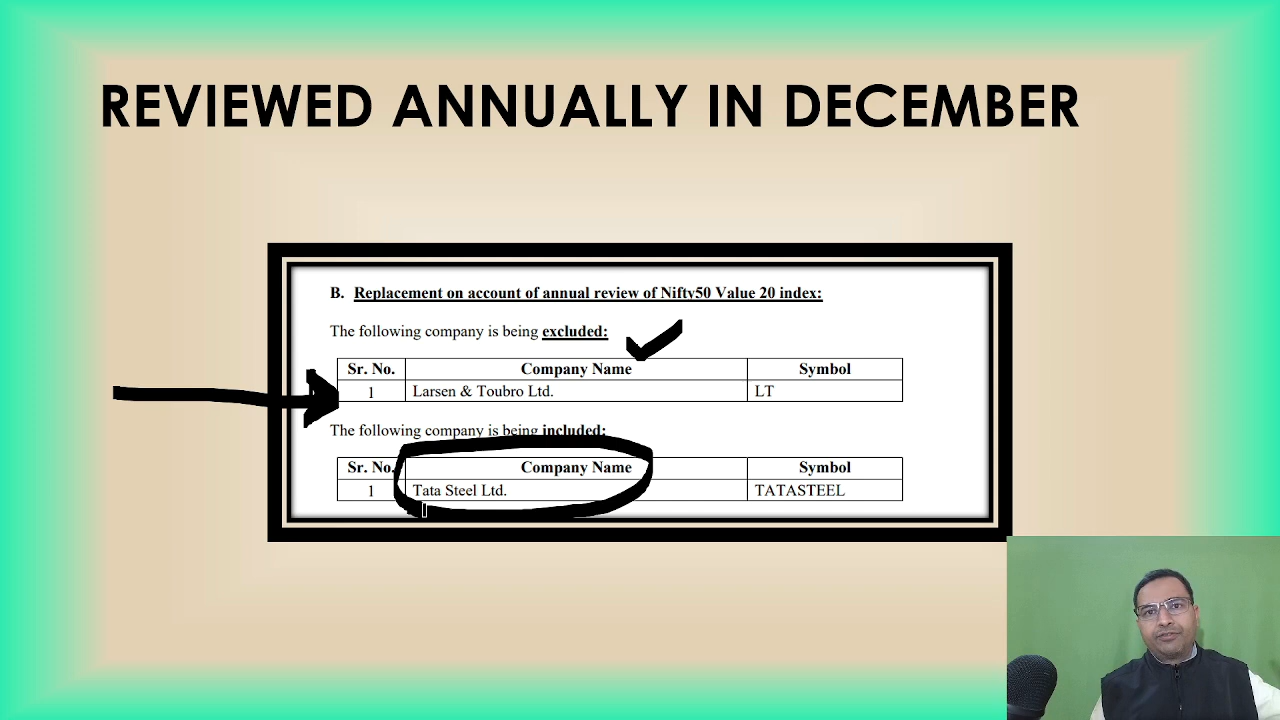 REVIEWED ANNUALLY IN DECEMBER
B. Replacement on account of annual review of Nifty50 Value 20 index:
The following company is being excluded:
Sr. No. Company Name Symbol
1 Larsen & Toubro Ltd. LT
The following company is being included:
Sr. No. Company Name Symbol
1 Tata Steel Ltd. TATASTEEL